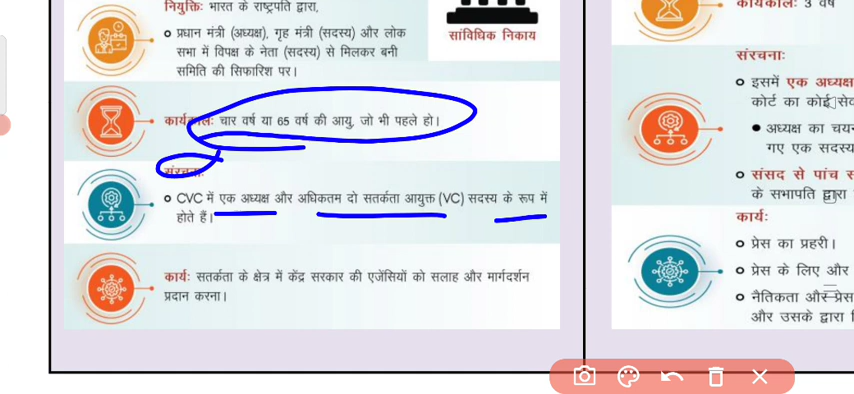 नियुक्ति: भारत के राष्ट्रपति द्वारा,
प्रधान मंत्री (अध्यक्ष), गृह मंत्री (सदस्य) और लोक
सभा में विपक्ष के नेता (सदस्य) से मिलकर बनी
समिति की सिफारिश पर।
सांविधिक निकाय
कार्यकाल: चार वर्ष या 65 वर्ष की आयु, जो भी पहले हो।
संरचना:
CVC में एक अध्यक्ष और अधिकतम दो सतर्कता आयुक्त (VC) सदस्य के रूप में
होते हैं।
कार्य: सतर्कता के क्षेत्र में केंद्र सरकार की एजेंसियों को सलाह और मार्गदर्शन
प्रदान करना।
कार्यकाल: 3 वर्ष
संरचना:
इसमें एक अध्यक्ष
कोर्ट का कोई
अध्यक्ष का
गए एक सदस्य
संसद से पांच
के सभापति द्वारा
कार्य:
प्रेस का प्रहरी।
प्रेस के लिए और
नैतिकता और प्रेस
और उसके द्वारा